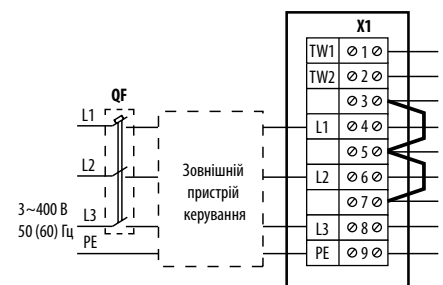 X1
TW1 1
TW2 2
3
QF
L1 L1 4
5
L2 L2 6
Зовнішній
пристрій
керування
7
3~400 В
50 (60) Гц
L3 L3 8
PE PE 9